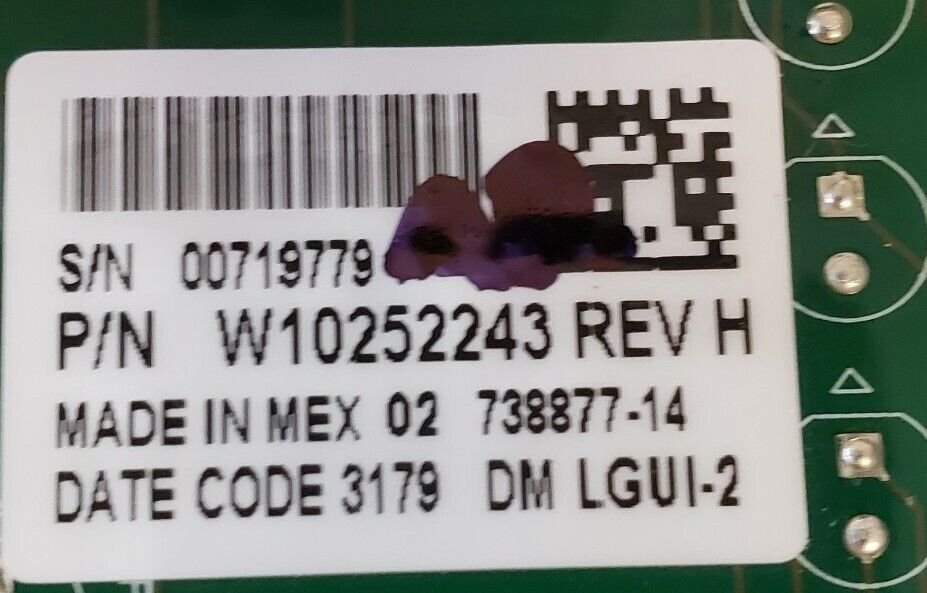 S/N 00719779
P/N W10252243 REV H
MADE IN MEX 02 738877-14
DATE CODE 3179 DM LGUI-2